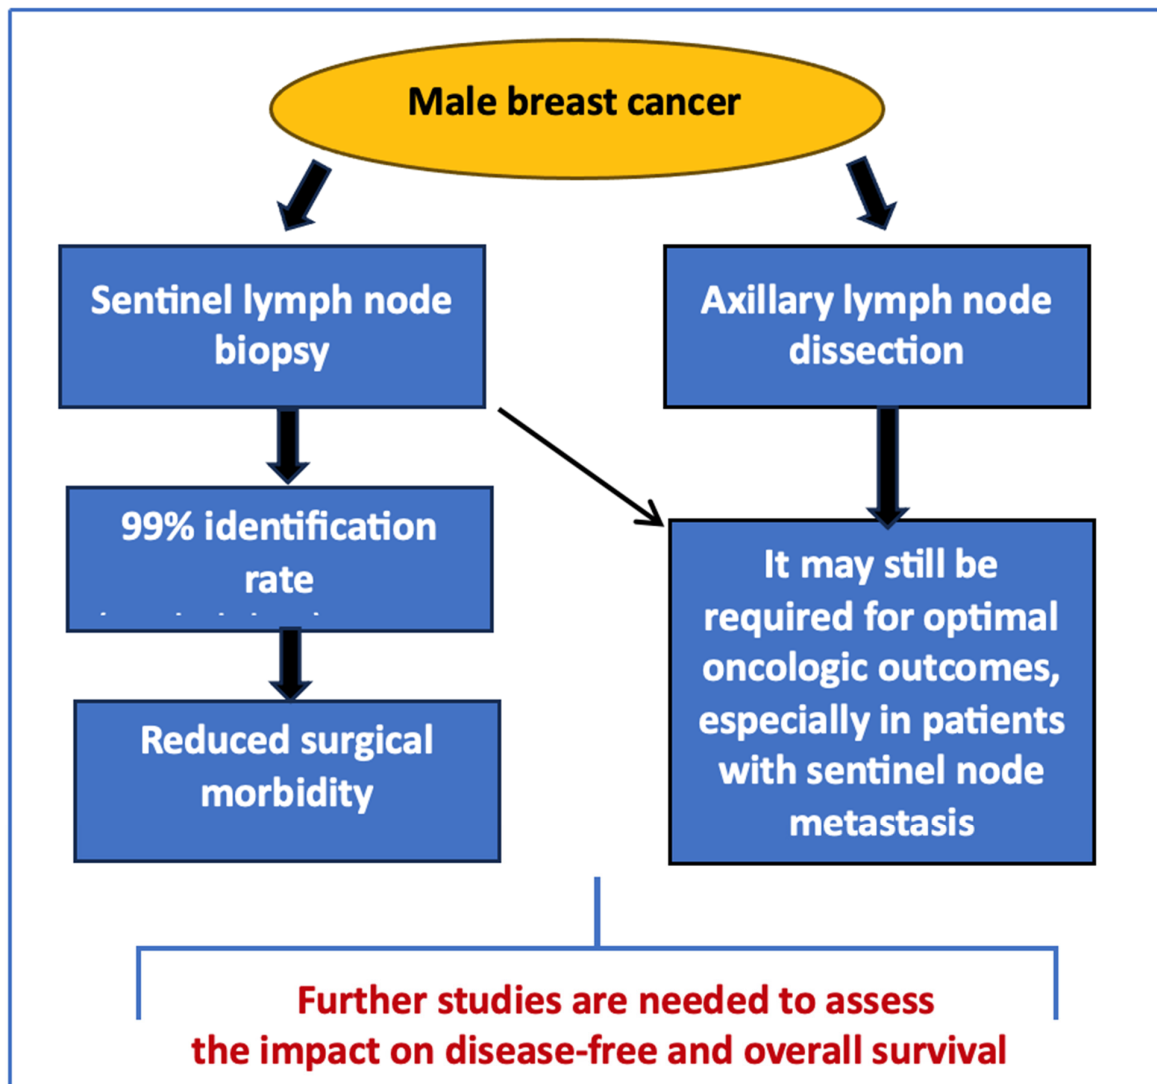 Male breast cancer
Sentinel lymph node
biopsy
Axillary lymph node
dissection
99% identification
rate
It may still be
required for optimal
oncologic outcomes,
especially in patients
with sentinel node
metastasis
Reduced surgical
morbidity
Further studies are needed to assess
the impact on disease-free and overall survival